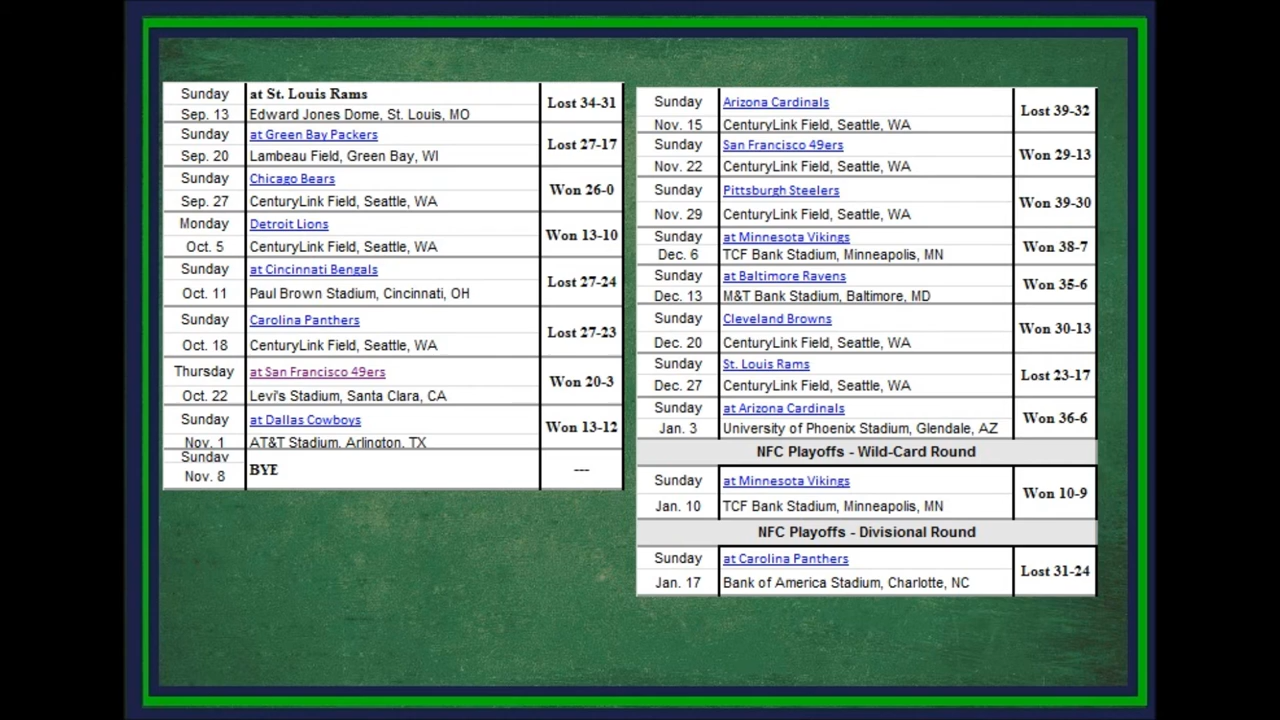 Sunday at St. Louis Rams Lost 34-31
Sep. 13 Edward Jones Dome, St. Louis, MO
Sunday at Green Bay Packers Lost 27-17
Sep. 20 Lambeau Field, Green Bay, WI
Sunday Chicago Bears Won 26-0
Sep. 27 CenturyLink Field, Seattle, WA
Monday Detroit Lions Won 13-10
Oct. 5 CenturyLink Field, Seattle, WA
Sunday at Cincinnati Bengals Lost 27-24
Oct. 11 Paul Brown Stadium, Cincinnati, OH
Sunday Carolina Panthers Lost 27-23
Oct. 18 CenturyLink Field, Seattle, WA
Thursday at San Francisco 49ers Won 20-3
Oct. 22 Levi's Stadium, Santa Clara, CA
Sunday at Dallas Cowboys Won 13-12
Nov. 1 AT&T Stadium, Arlington, TX
Sunday BYE ---
Nov. 8
Sunday Arizona Cardinals Lost 39-32
Nov. 15 CenturyLink Field, Seattle, WA
Sunday San Francisco 49ers Won 29-13
Nov. 22 CenturyLink Field, Seattle, WA
Sunday Pittsburgh Steelers Won 39-30
Nov. 29 CenturyLink Field, Seattle, WA
Sunday at Minnesota Vikings Won 38-7
Dec. 6 TCF Bank Stadium, Minneapolis, MN
Sunday at Baltimore Ravens Won 35-6
Dec. 13 M&T Bank Stadium, Baltimore, MD
Sunday Cleveland Browns Won 30-13
Dec. 20 CenturyLink Field, Seattle, WA
Sunday St. Louis Rams Lost 23-17
Dec. 27 CenturyLink Field, Seattle, WA
Sunday at Arizona Cardinals Won 36-6
Jan. 3 University of Phoenix Stadium, Glendale, AZ
NFC Playoffs - Wild-Card Round
Sunday at Minnesota Vikings Won 10-9
Jan. 10 TCF Bank Stadium, Minneapolis, MN
NFC Playoffs - Divisional Round
Sunday at Carolina Panthers Lost 31-24
Jan. 17 Bank of America Stadium, Charlotte, NC